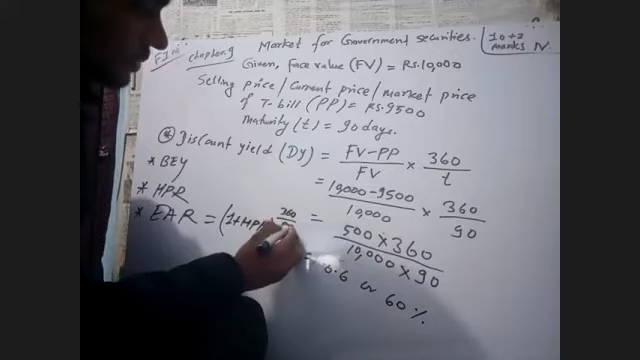 Fin
chapter.9
Market for Government securities.
10+2
marks N.
Given, Face value (FV) = Rs.10,000
Selling price / Current price / market price
of T-bill (PP) = Rs.9500
Maturity (t) = 90 days.
Discount yield (Dy) = FV-PP / FV × 360 / t
* BEY
= 10,000-9500 / 10,000 × 360 / 90
* HPR
* EAR = (1+HPR) 360
= 500 × 360 / 10,000 × 90
0.6 or 60 %.